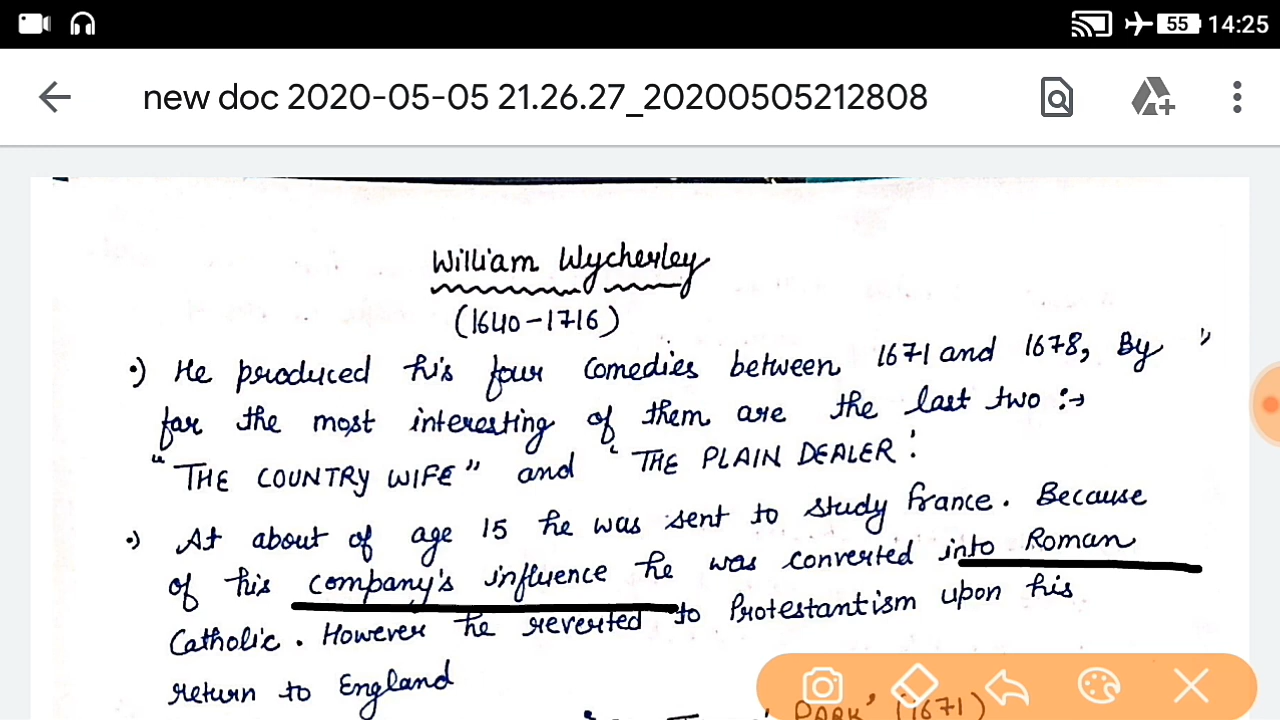 55 14:25
new doc 2020-05-05 21.26.27_20200505212808
William Wycherley
(1640-1716)
•) He produced his four comedies between 1671 and 1678, By
far the most interesting of them are the last two :→
"THE COUNTRY WIFE" and "THE PLAIN DEALER:
•) At about of age 15 he was sent to study france. Because
of his company's influence he was converted into Roman
Catholic. However he reverted to Protestantism upon his
return to England
PARK' (1671)